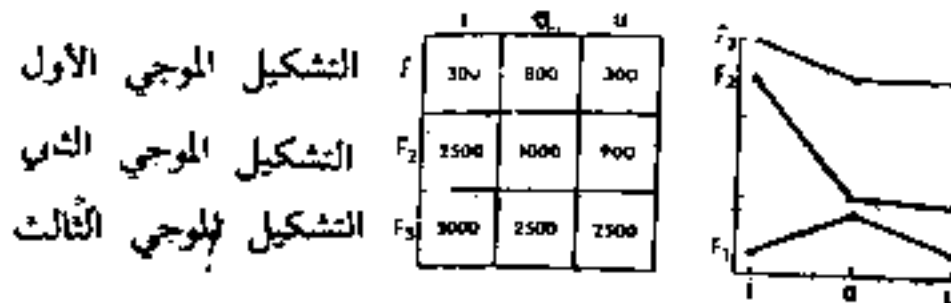 ı a u
التشكيل الموجي الأول F 300 800 300
التشكيل الموجي الثاني F2 2500 1000 900
التشكيل الموجي الثالث F3 3000 2500 2500
F3
F2
F1
i a